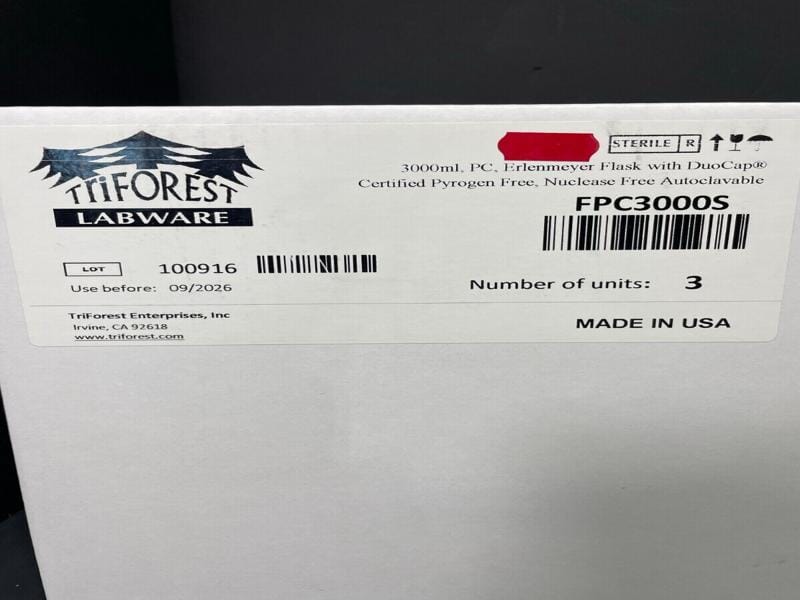 TriFOREST
LABWARE
STERILE R
3000ml, PC, Erlenmeyer Flask with DuoCap®
Certified Pyrogen Free, Nuclease Free Autoclavable
FPC3000S
LOT 100916
Use before: 09/2026
Number of units: 3
TriForest Enterprises, Inc
Irvine, CA 92618
www.triforest.com
MADE IN USA